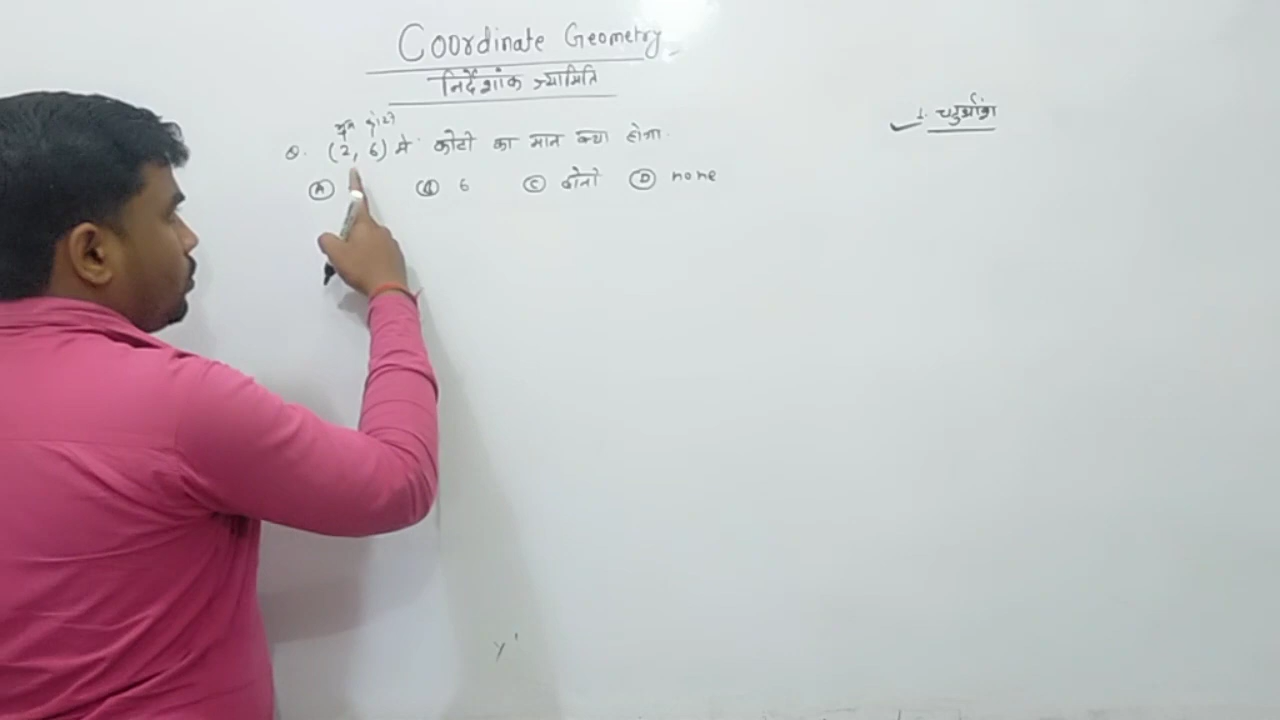 Coordinate Geometry
निर्देशांक ज्यामिति
1. चतुर्थांश
भुज कोटी
Q. (2, 6) मे कोटी का मान क्या होगा.
(A) (B) 6 (C) दोनो (D) none
Y'